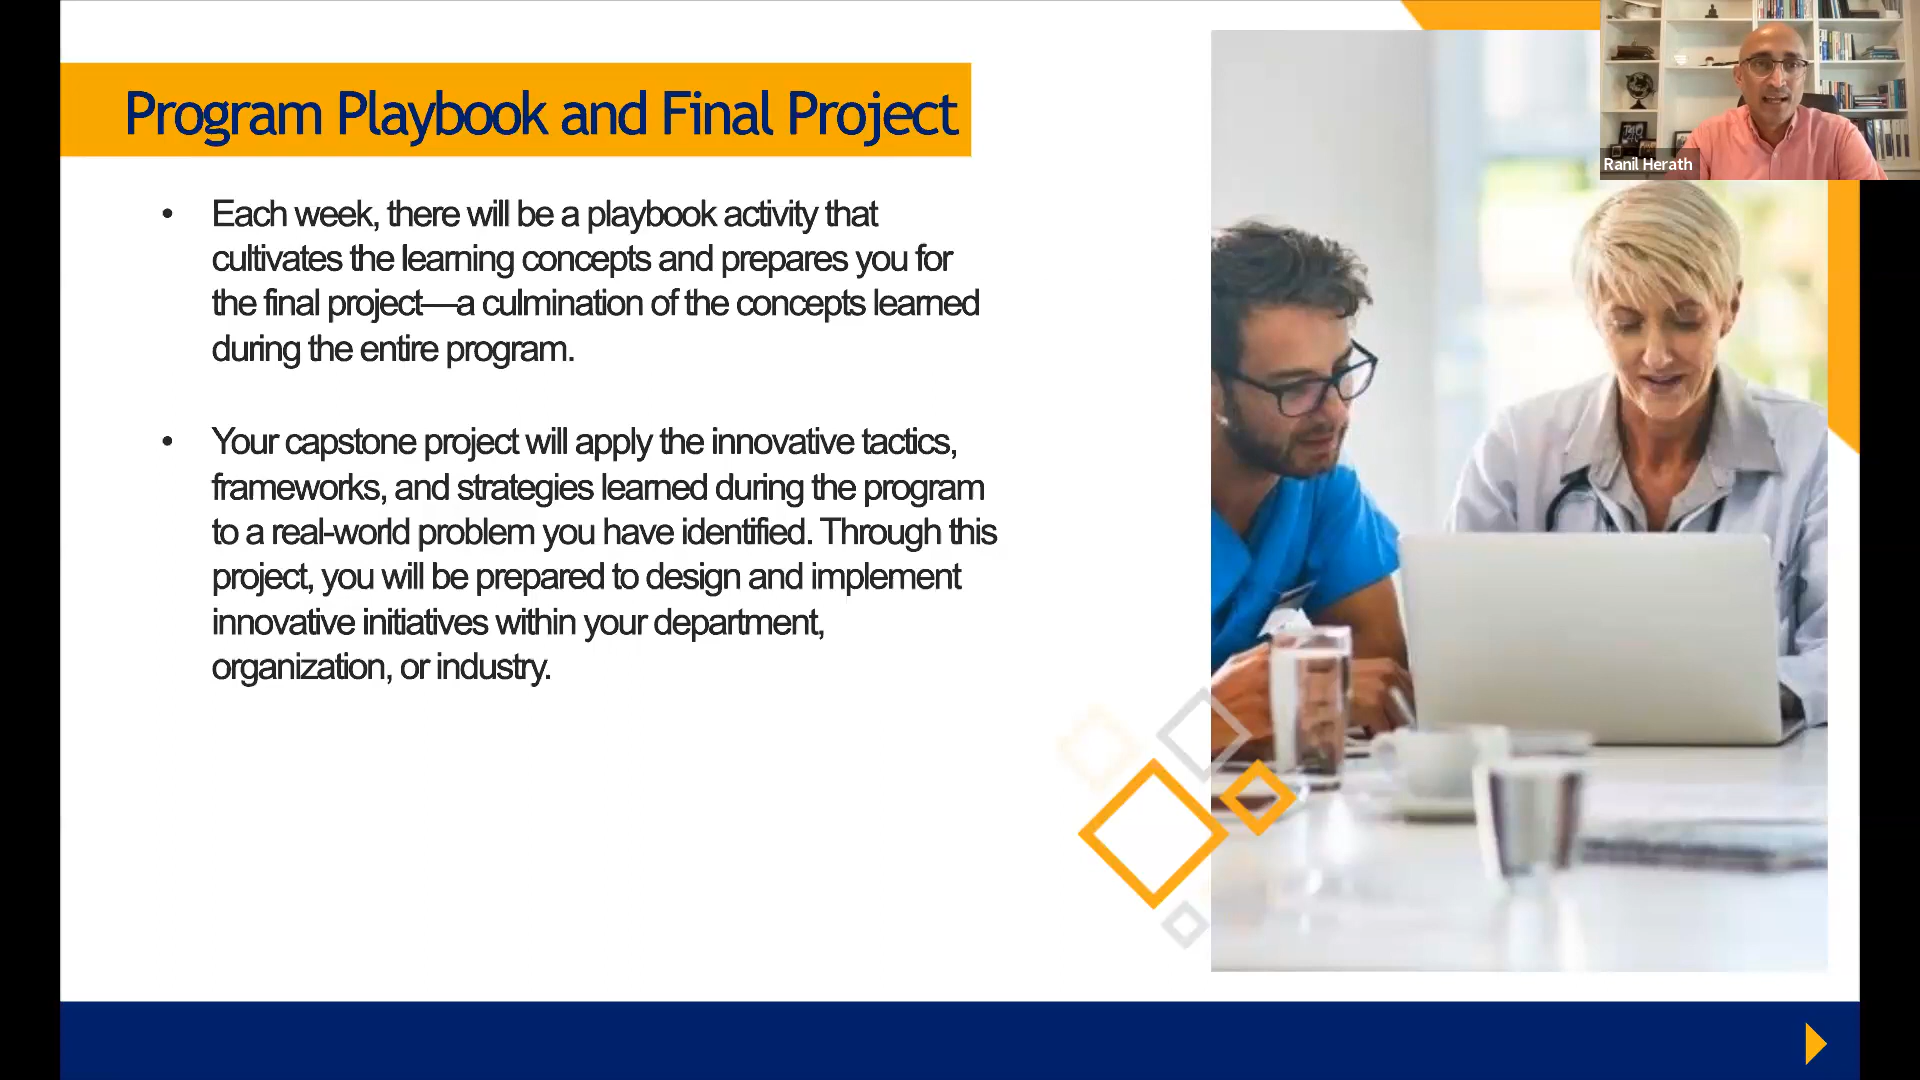 Program Playbook and Final Project
Ranil Herath
• Each week, there will be a playbook activity that
cultivates the learning concepts and prepares you for
the final project—a culmination of the concepts learned
during the entire program.
• Your capstone project will apply the innovative tactics,
frameworks, and strategies learned during the program
to a real-world problem you have identified. Through this
project, you will be prepared to design and implement
innovative initiatives within your department,
organization, or industry.